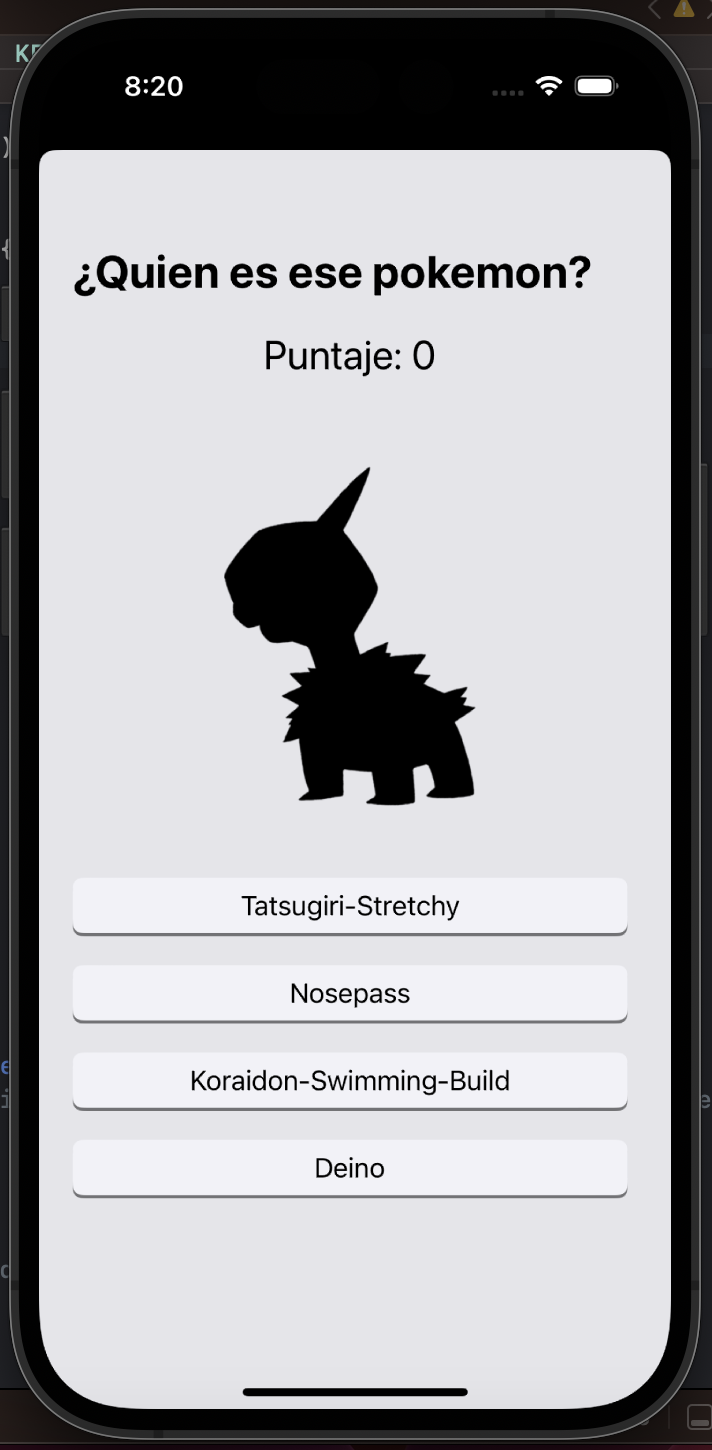 8:20
¿Quien es ese pokemon?
Puntaje: 0
Tatsugiri-Stretchy
Nosepass
Koraidon-Swimming-Build
Deino